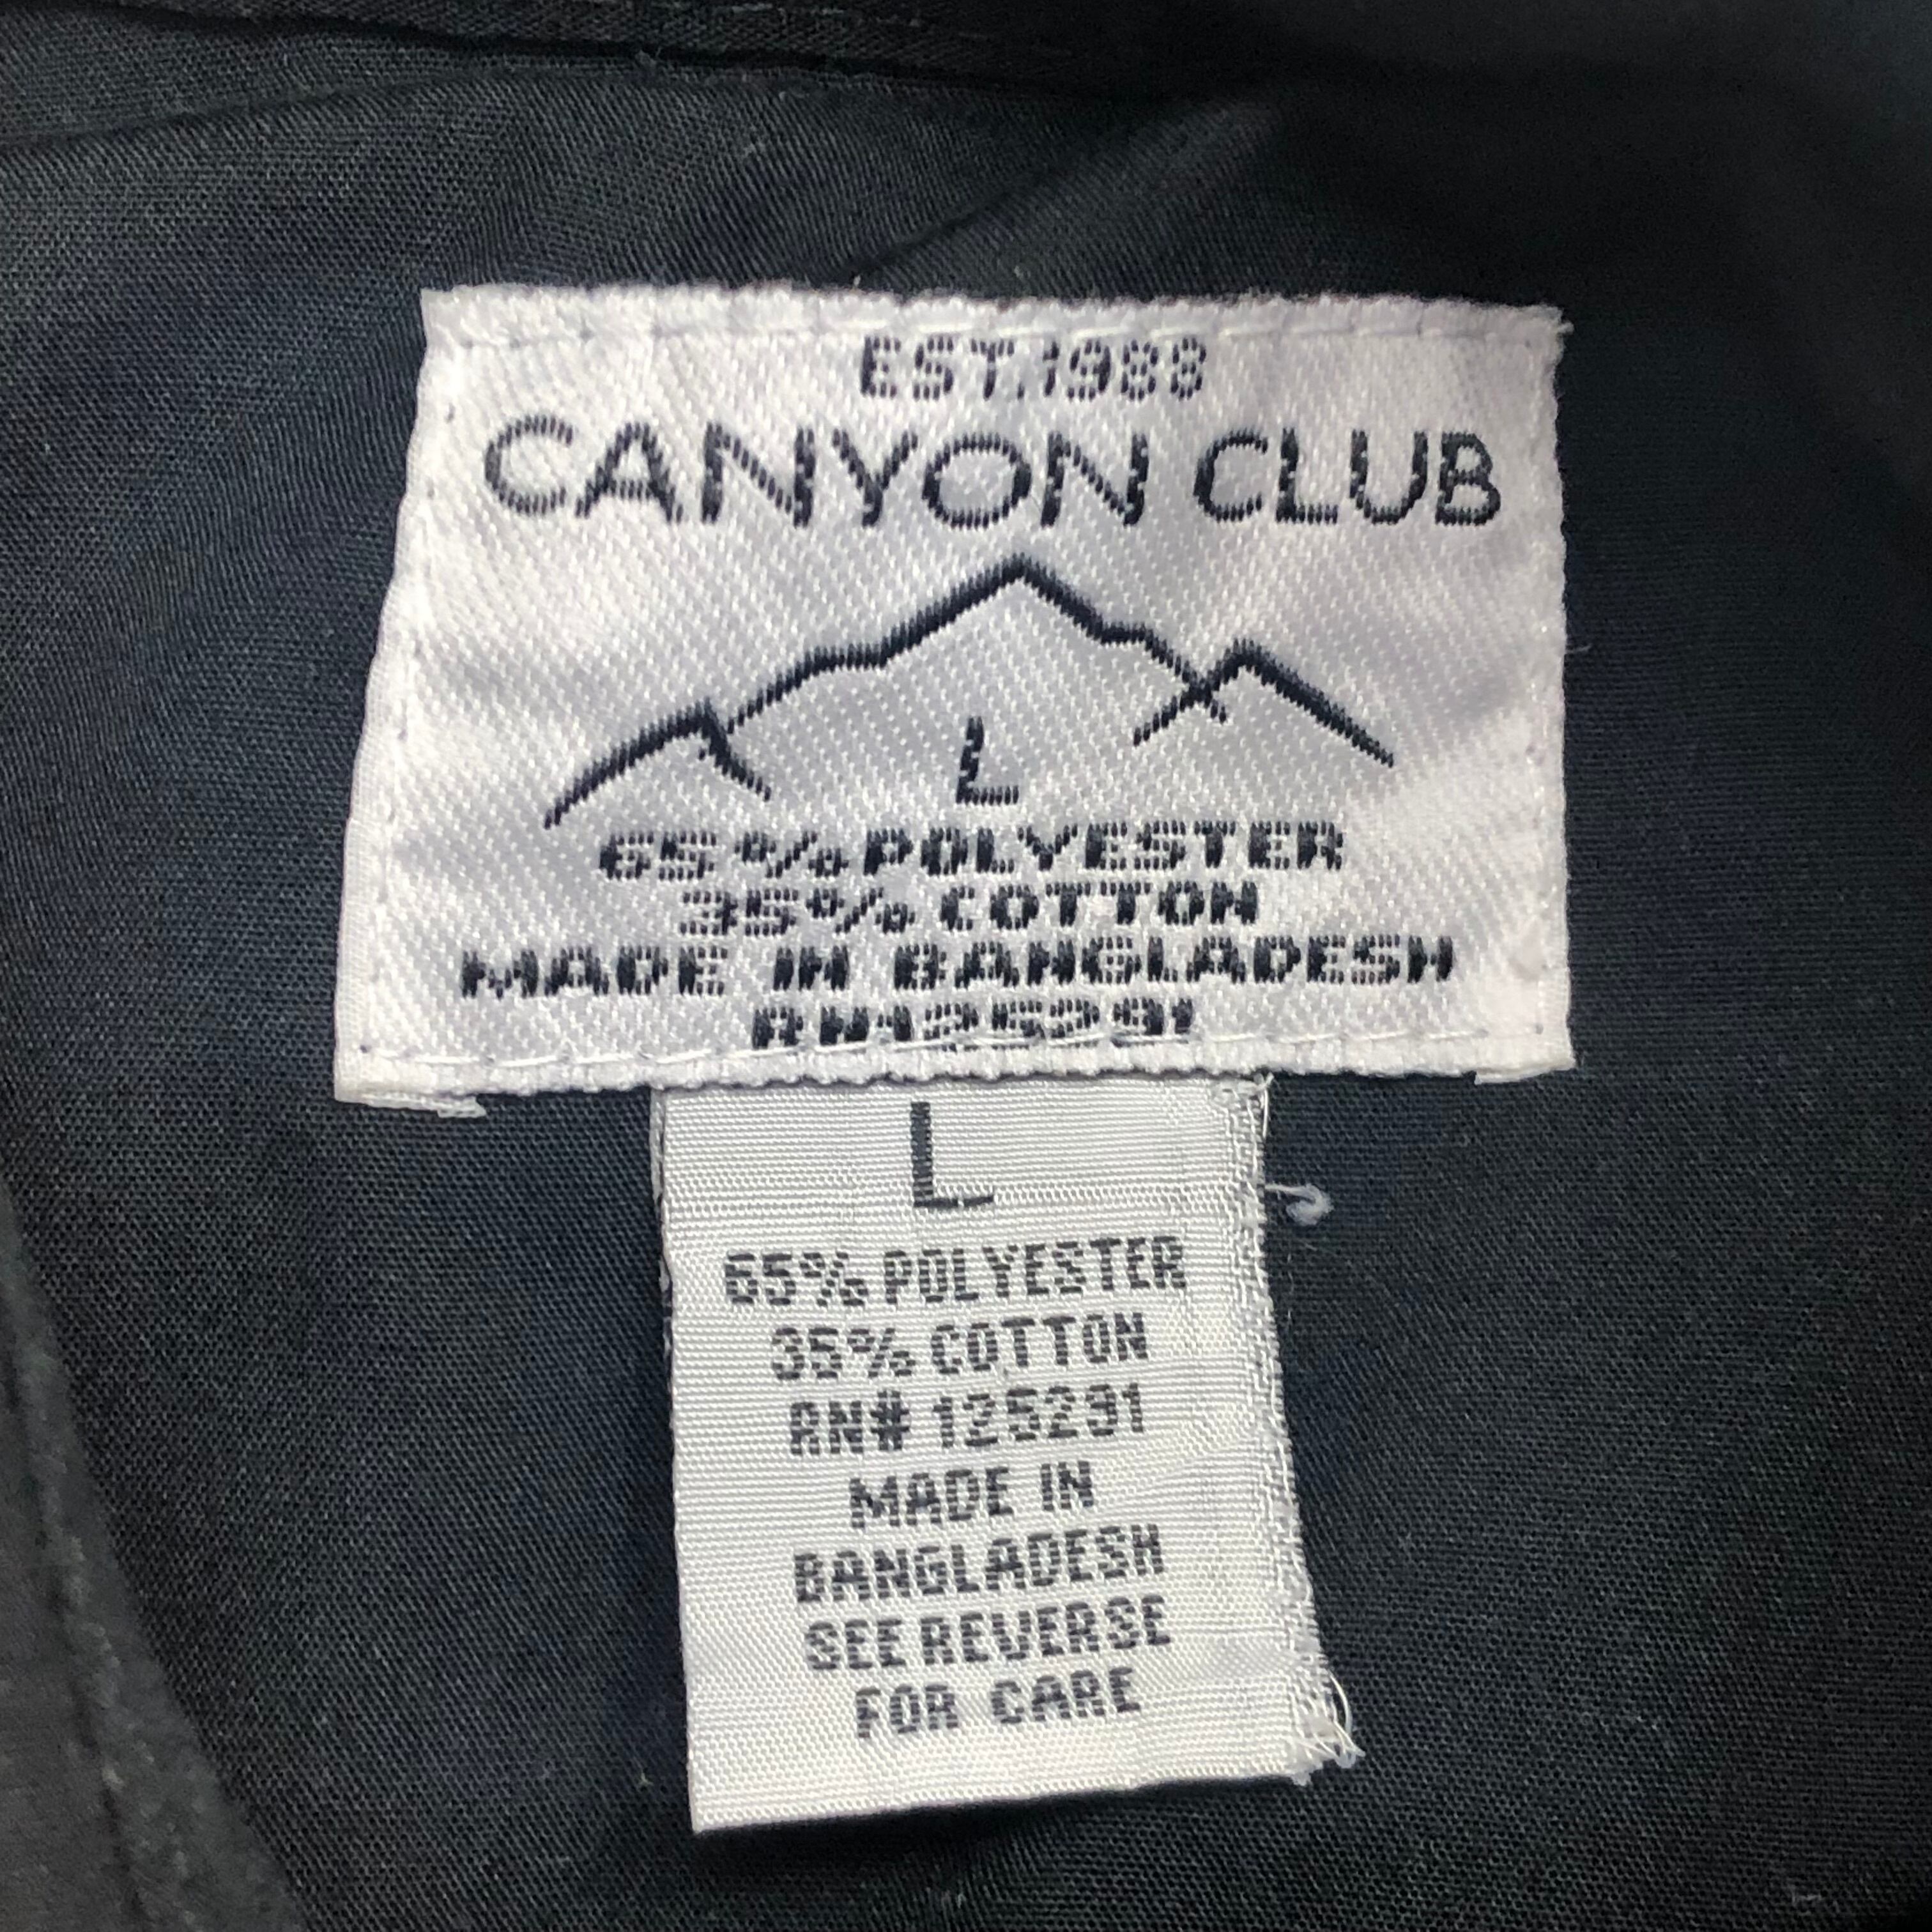 EST.1988
CANYON CLUB
L
65%POLYESTER
35%COTTON
MADE IN BANGLADESH
RN125291
L
65% POLYESTER
35% COTTON
RN# 125291
MADE IN
BANGLADESH
SEE REVERSE
FOR CARE